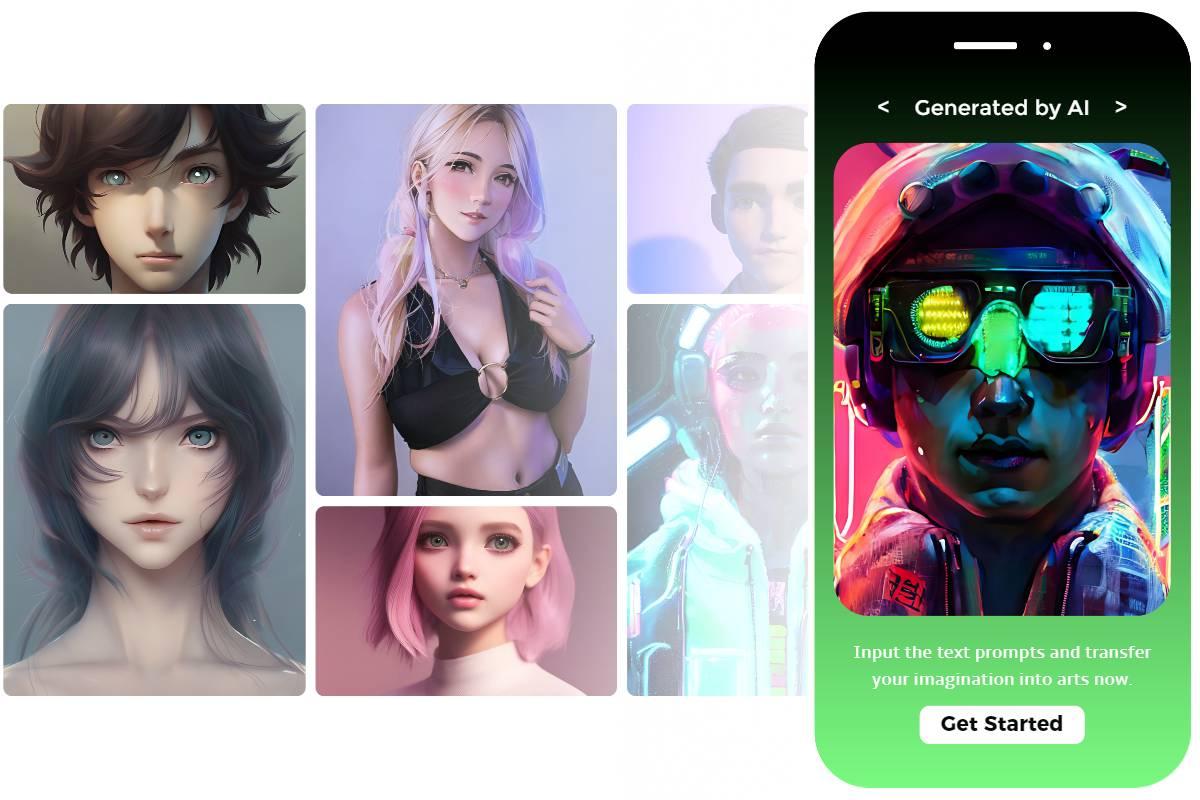 < Generated by AI >
Input the text prompts and transfer
your imagination into arts now.
Get Started